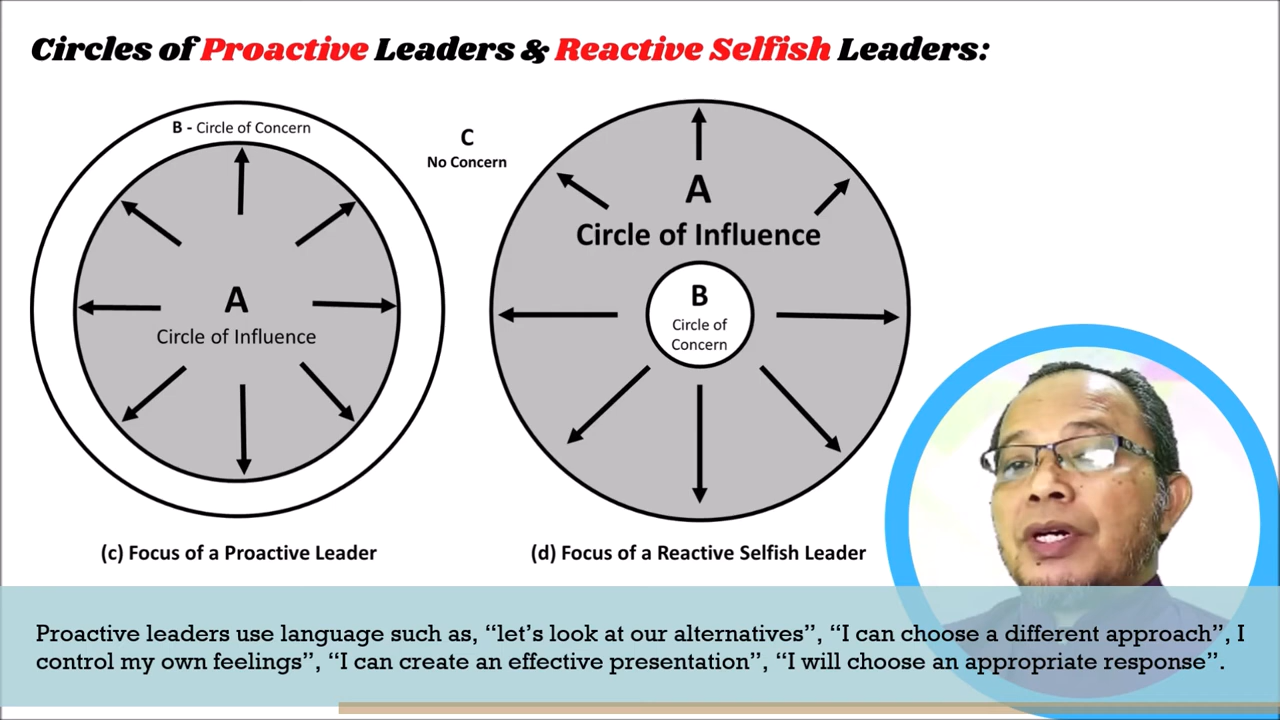 Circles of Proactive Leaders & Reactive Selfish Leaders:
B - Circle of Concern
A
Circle of Influence
C
No Concern
A
Circle of Influence
B
Circle of
Concern
(c) Focus of a Proactive Leader
(d) Focus of a Reactive Selfish Leader
Proactive leaders use language such as, “let’s look at our alternatives”, “I can choose a different approach”, I
control my own feelings”, “I can create an effective presentation”, “I will choose an appropriate response”.